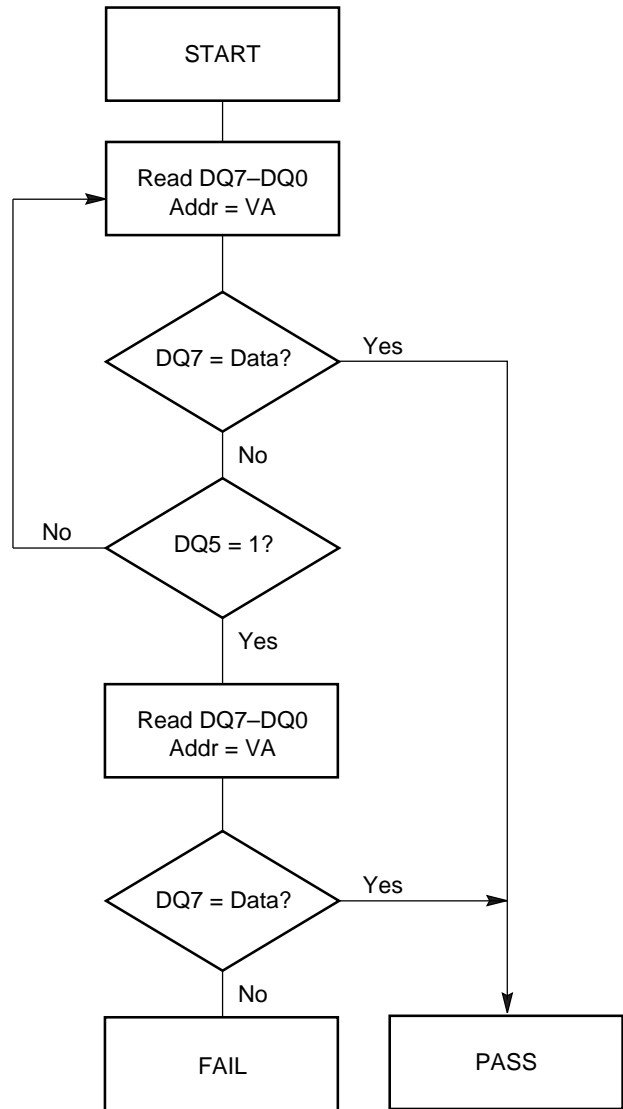 START
Read DQ7–DQ0
Addr = VA
DQ7 = Data?
Yes
No
No
DQ5 = 1?
Yes
Read DQ7–DQ0
Addr = VA
DQ7 = Data?
Yes
No
FAIL
PASS